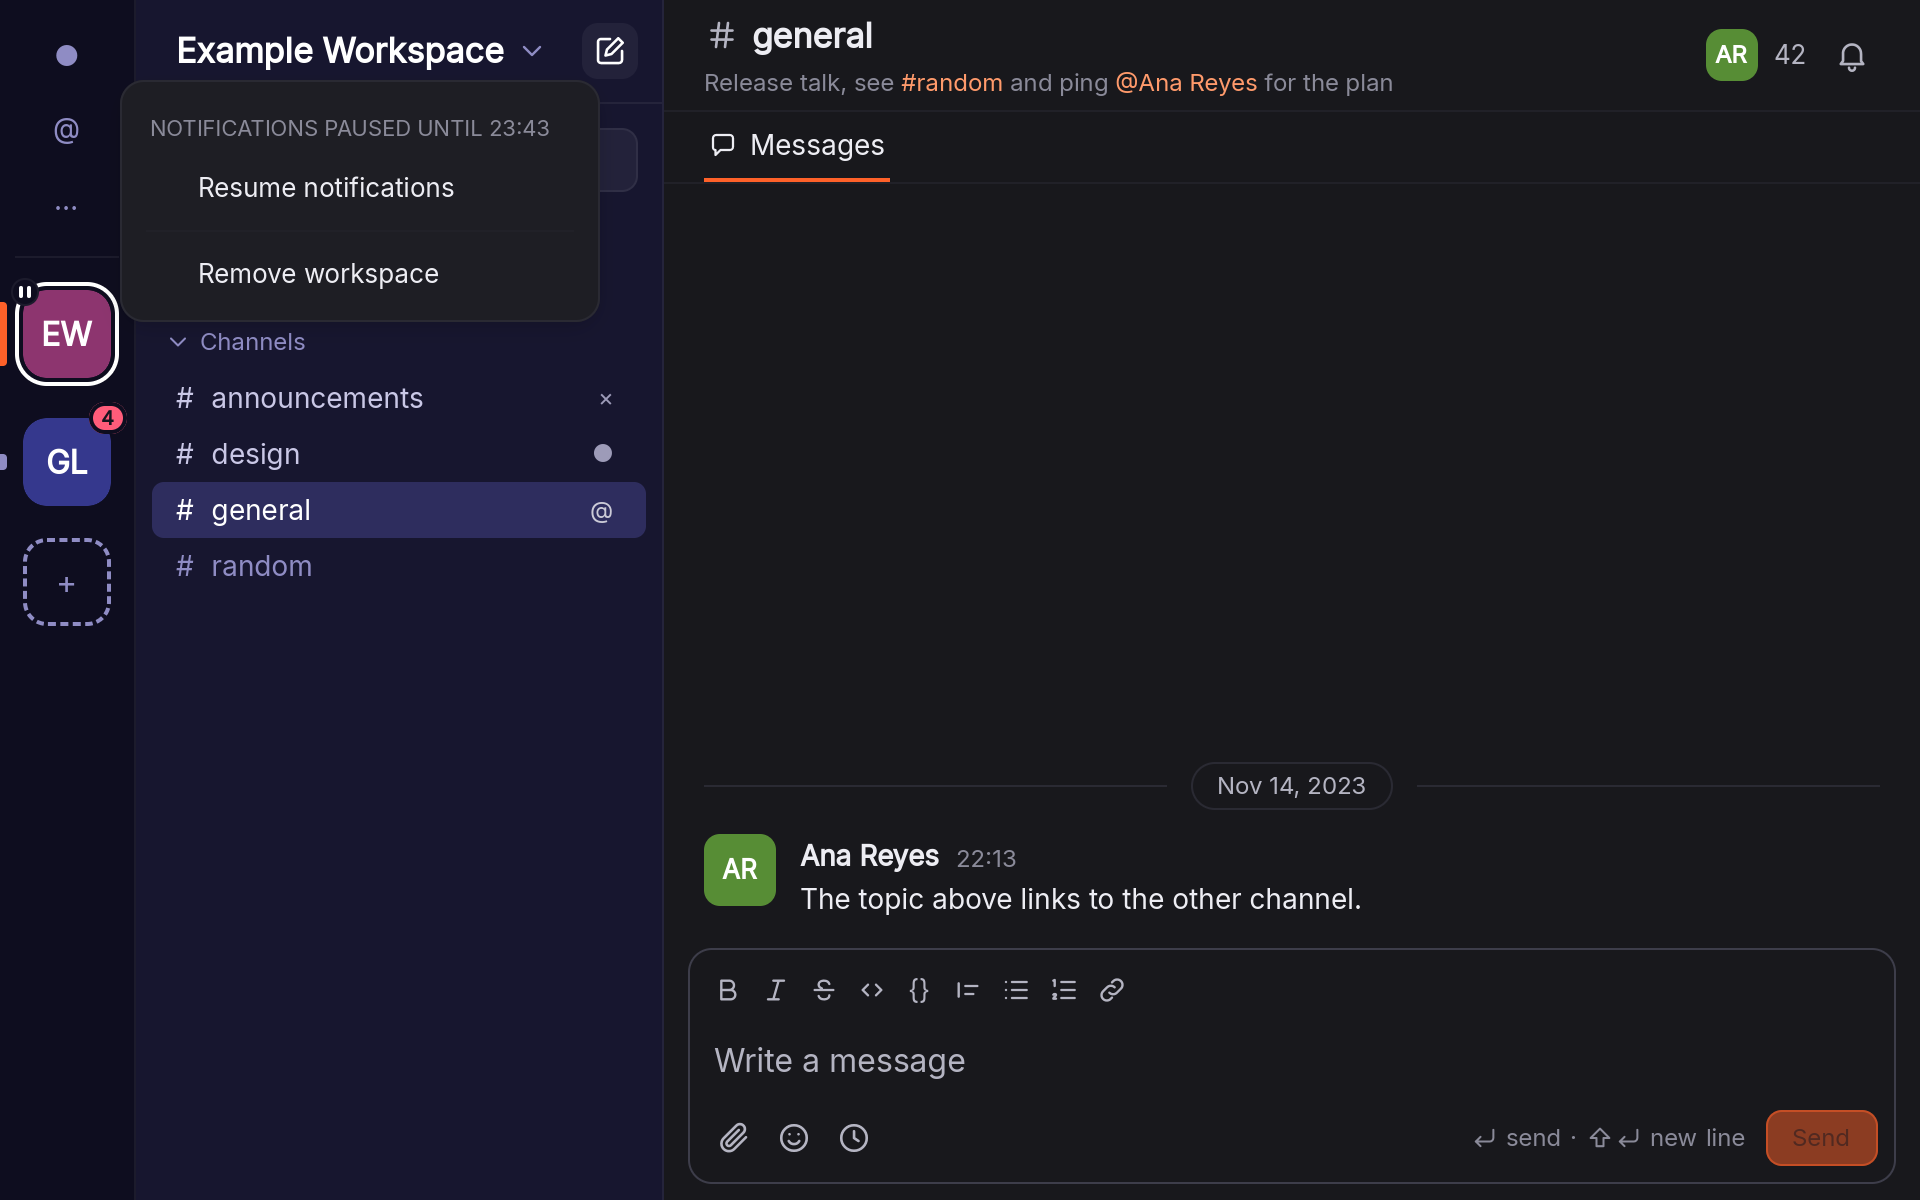 @
...
EW
4
GL
+
Example Workspace
NOTIFICATIONS PAUSED UNTIL 23:43
Resume notifications
Remove workspace
Channels
# announcements ×
# design
# general @
# random
# general
Release talk, see #random and ping @Ana Reyes for the plan
AR 42
Messages
Nov 14, 2023
AR
Ana Reyes 22:13
The topic above links to the other channel.
Write a message
send · new line
Send